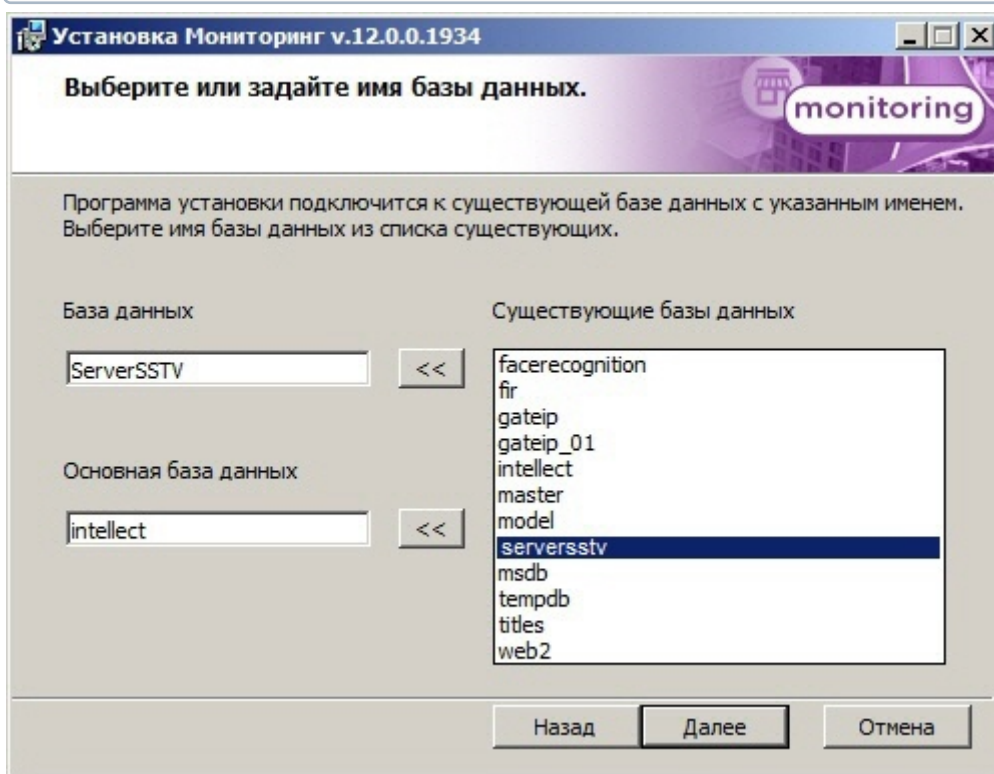 Установка Мониторинг v.12.0.0.1934
Выберите или задайте имя базы данных.
monitoring
Программа установки подключится к существующей базе данных с указанным именем.
Выберите имя базы данных из списка существующих.
База данных
ServerSSTV
<<
Основная база данных
intellect
<<
Существующие базы данных
facerecognition
fir
gateip
gateip_01
intellect
master
model
serversstv
msdb
tempdb
titles
web2
Назад
Далее
Отмена